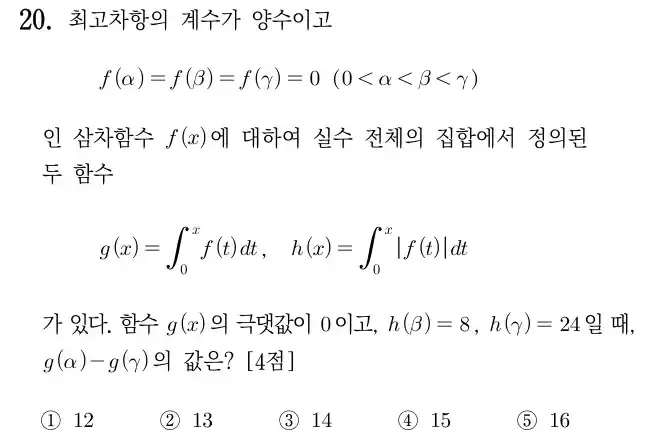 20. 최고차항의 계수가 양수이고
f(α)=f(β)=f(γ)=0 (0<α<β<γ)
인 삼차함수 f(x)에 대하여 실수 전체의 집합에서 정의된
두 함수
g(x)=∫₀ˣ f(t)dt, h(x)=∫₀ˣ |f(t)|dt
가 있다. 함수 g(x)의 극댓값이 0이고, h(β)=8, h(γ)=24일 때,
g(α)-g(γ)의 값은? [4점]
① 12 ② 13 ③ 14 ④ 15 ⑤ 16